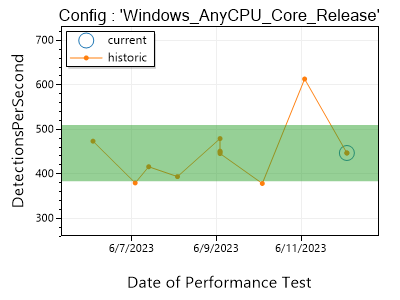 Config : 'Windows_AnyCPU_Core_Release'
current
historic
700
600
500
400
300
DetectionsPerSecond
6/7/2023
6/9/2023
6/11/2023
Date of Performance Test